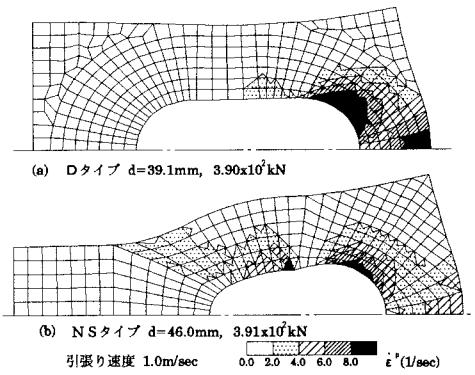 (a) Dタイプ d=39.1mm, 3.90x10²kN
(b) NSタイプ d=46.0mm, 3.91x10²kN
引張り速度 1.0m/sec
0.0 2.0 4.0 6.0 8.0 ε̇ᵖ(1/sec)